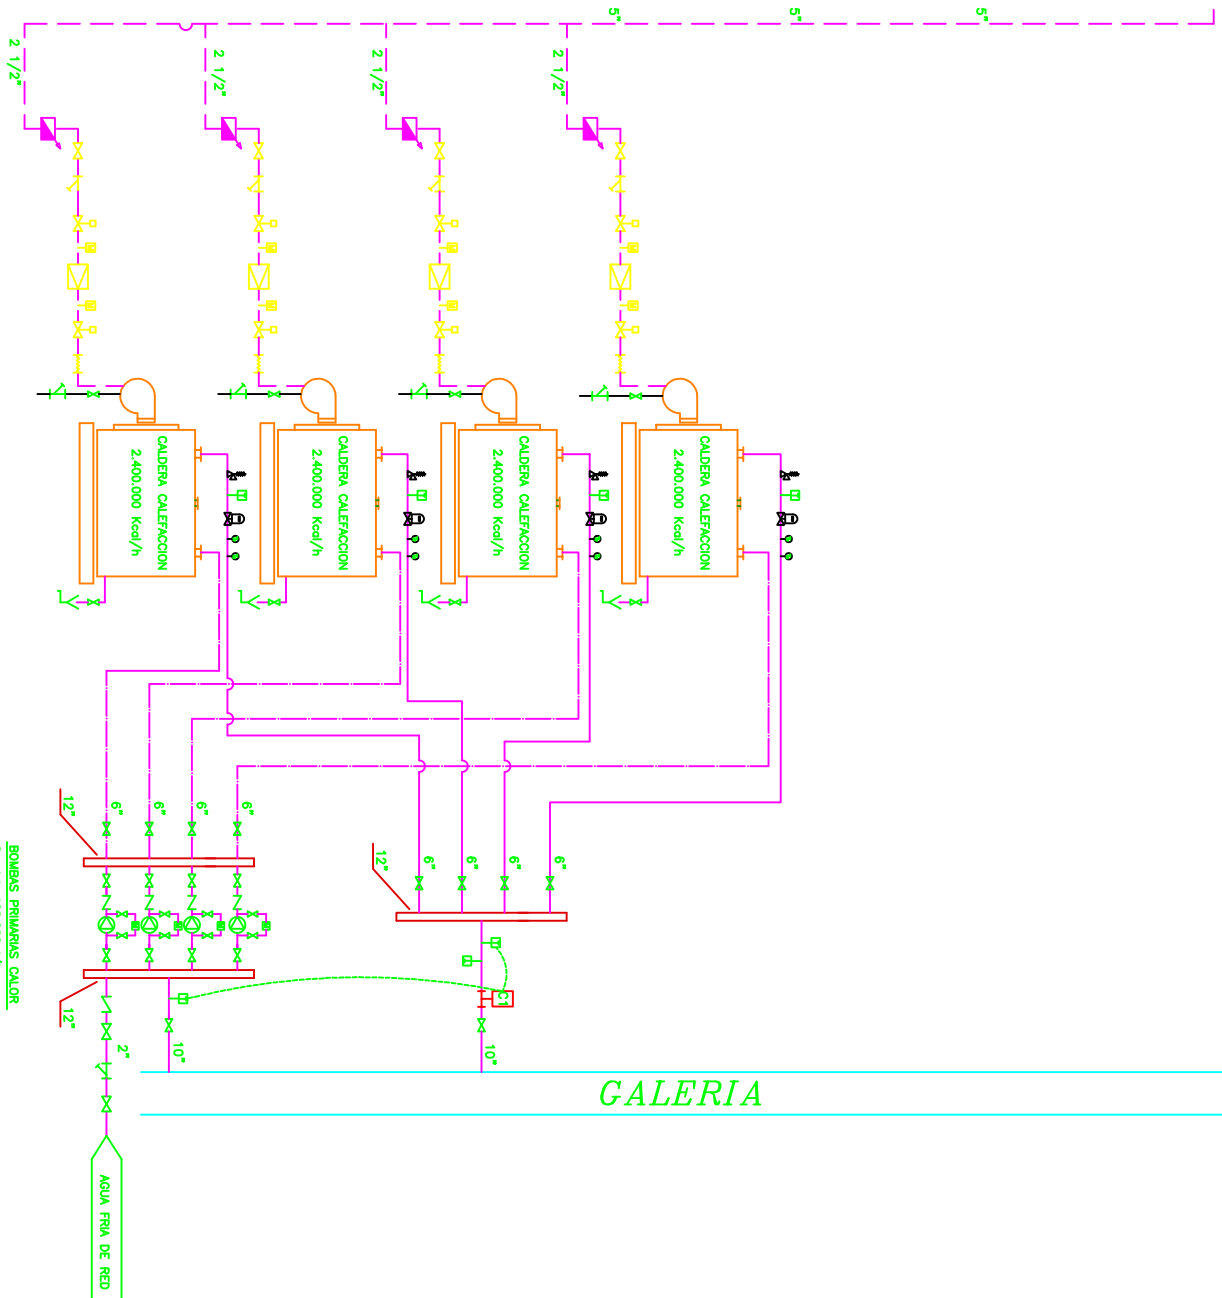 5"
5"
5"
2 1/2"
2 1/2"
2 1/2"
2 1/2"
CALDERA CALEFACCION
2.400.000 Kcal/h
CALDERA CALEFACCION
2.400.000 Kcal/h
CALDERA CALEFACCION
2.400.000 Kcal/h
CALDERA CALEFACCION
2.400.000 Kcal/h
12"
6"
6"
6"
6"
12"
6"
6"
6"
6"
BOMBAS PRIMARIAS CALOR
C1
12"
2"
10"
10"
GALERIA
AGUA FRIA DE RED